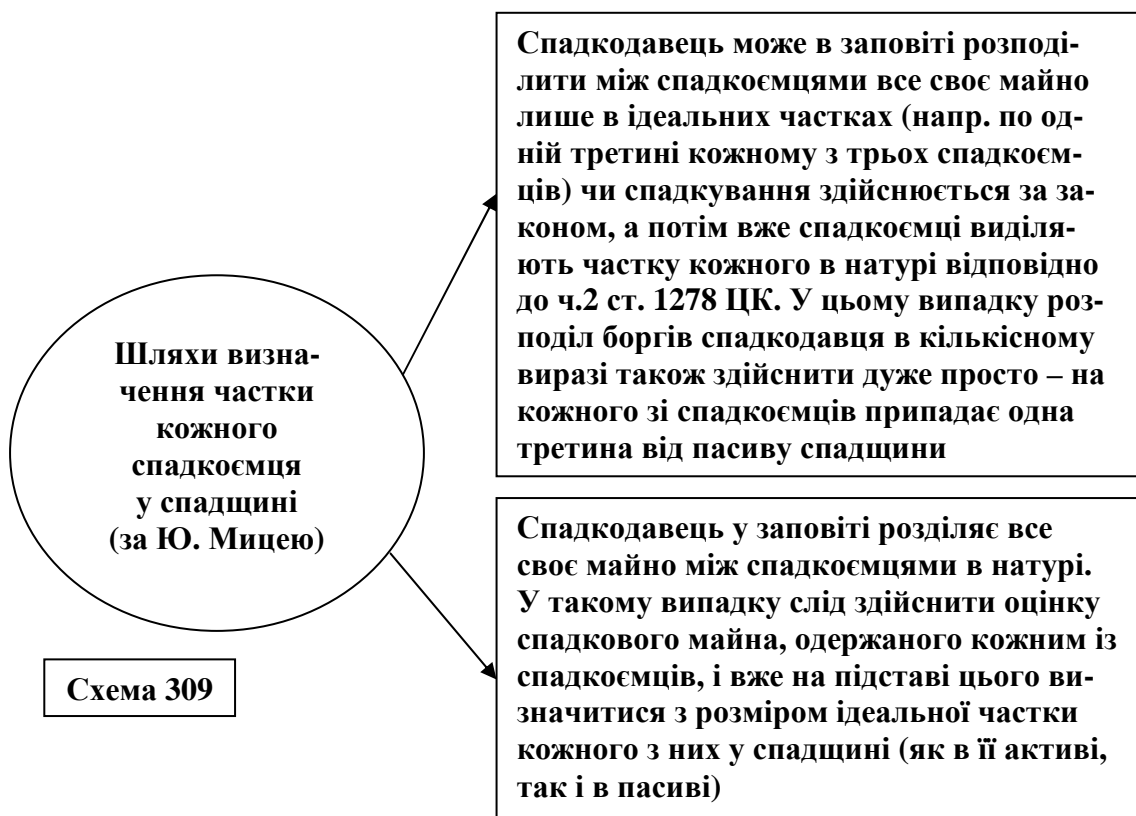 Спадкодавець може в заповіті розподі-
лити між спадкоємцями все своє майно
лише в ідеальних частках (напр. по од-
ній третині кожному з трьох спадкоєм-
ців) чи спадкування здійснюється за за-
коном, а потім вже спадкоємці виділя-
ють частку кожного в натурі відповідно
до ч.2 ст. 1278 ЦК. У цьому випадку роз-
поділ боргів спадкодавця в кількісному
виразі також здійснити дуже просто – на
кожного зі спадкоємців припадає одна
третина від пасиву спадщини
Шляхи визна-
чення частки
кожного
спадкоємця
у спадщині
(за Ю. Мицею)
Спадкодавець у заповіті розділяє все
своє майно між спадкоємцями в натурі.
У такому випадку слід здійснити оцінку
спадкового майна, одержаного кожним із
спадкоємців, і вже на підставі цього ви-
значитися з розміром ідеальної частки
кожного з них у спадщині (як в її активі,
так і в пасиві)
Схема 309